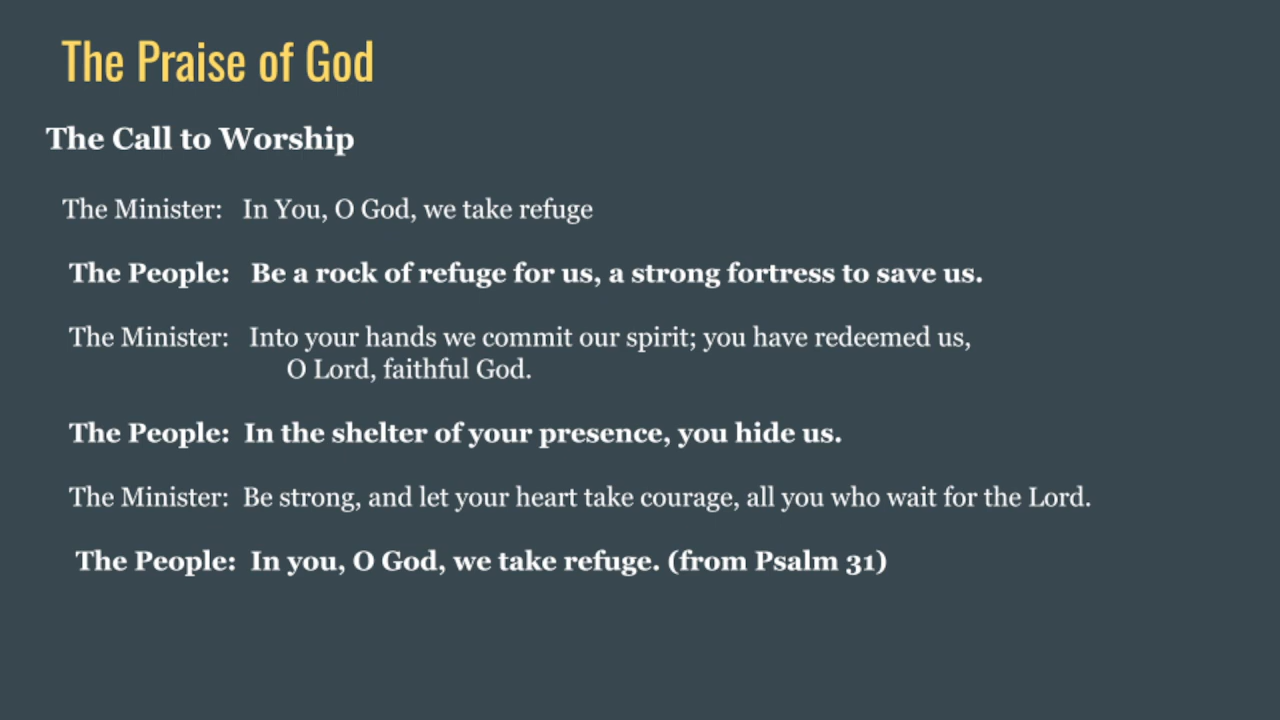 The Praise of God
The Call to Worship
The Minister: In You, O God, we take refuge
The People: Be a rock of refuge for us, a strong fortress to save us.
The Minister: Into your hands we commit our spirit; you have redeemed us,
O Lord, faithful God.
The People: In the shelter of your presence, you hide us.
The Minister: Be strong, and let your heart take courage, all you who wait for the Lord.
The People: In you, O God, we take refuge. (from Psalm 31)